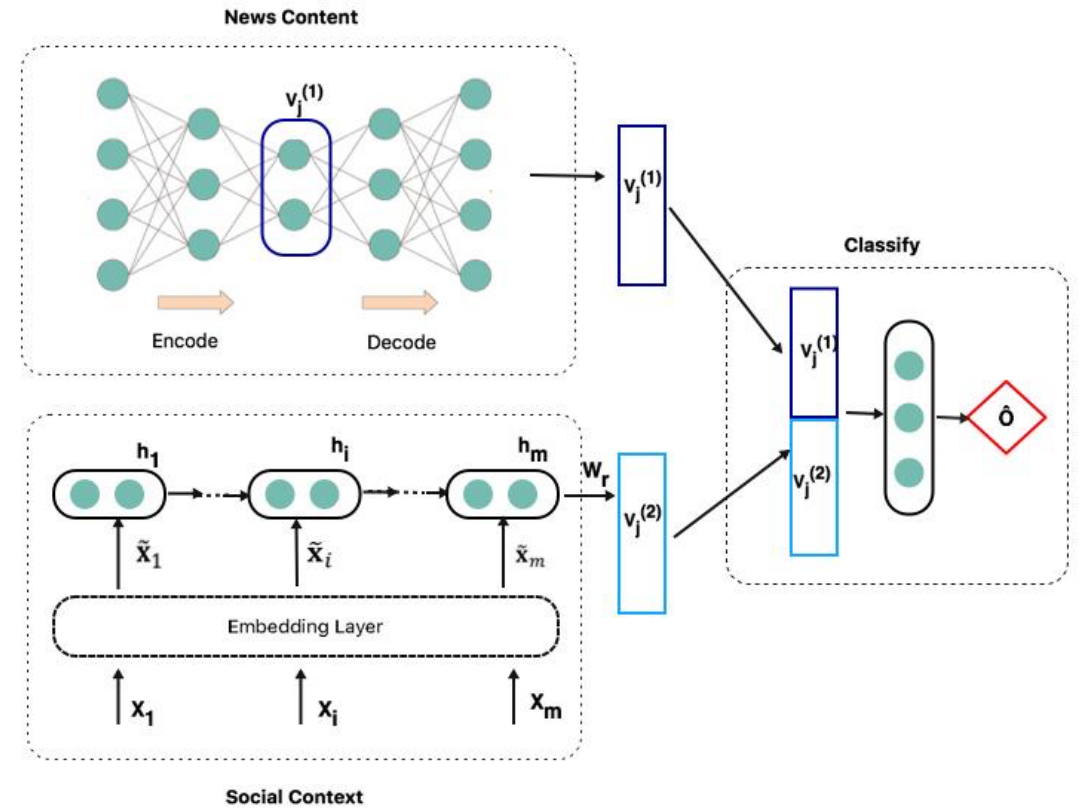 News Content
Vj(1)
Encode
Decode
Vj(1)
Classify
Vj(1)
Vj(2)
Ô
h1
hi
hm
Wr
Vj(2)
x̃1
x̃i
x̃m
Embedding Layer
X1
Xi
Xm
Social Context